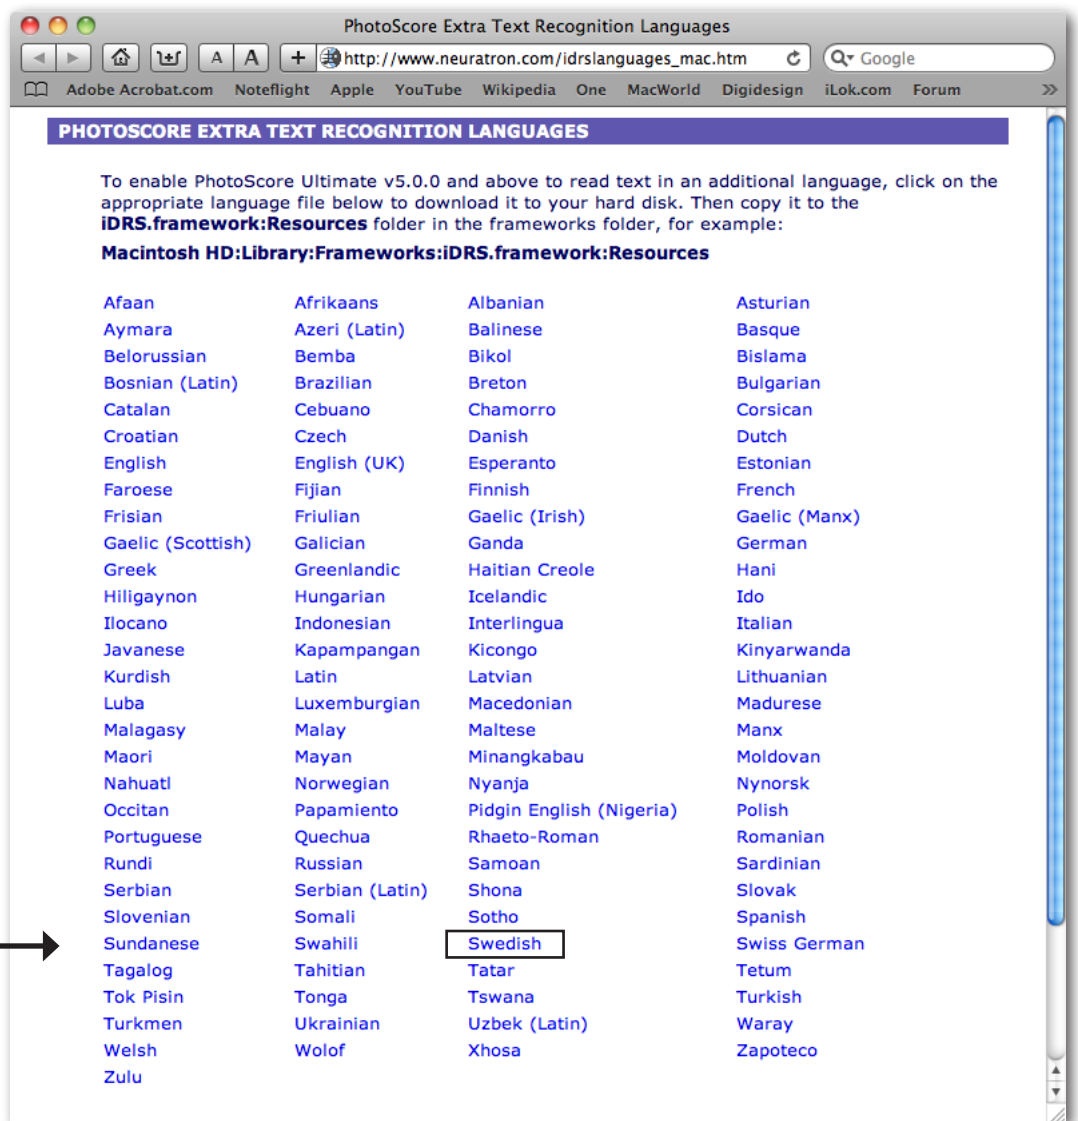 PhotoScore Extra Text Recognition Languages
A A + http://www.neuratron.com/idrslanguages_mac.htm Google
Adobe Acrobat.com Noteflight Apple YouTube Wikipedia One MacWorld Digidesign iLok.com Forum »
PHOTOSCORE EXTRA TEXT RECOGNITION LANGUAGES
To enable PhotoScore Ultimate v5.0.0 and above to read text in an additional language, click on the
appropriate language file below to download it to your hard disk. Then copy it to the
iDRS.framework:Resources folder in the frameworks folder, for example:
Macintosh HD:Library:Frameworks:iDRS.framework:Resources
Afaan Afrikaans Albanian Asturian
Aymara Azeri (Latin) Balinese Basque
Belorussian Bemba Bikol Bislama
Bosnian (Latin) Brazilian Breton Bulgarian
Catalan Cebuano Chamorro Corsican
Croatian Czech Danish Dutch
English English (UK) Esperanto Estonian
Faroese Fijian Finnish French
Frisian Friulian Gaelic (Irish) Gaelic (Manx)
Gaelic (Scottish) Galician Ganda German
Greek Greenlandic Haitian Creole Hani
Hiligaynon Hungarian Icelandic Ido
Ilocano Indonesian Interlingua Italian
Javanese Kapampangan Kicongo Kinyarwanda
Kurdish Latin Latvian Lithuanian
Luba Luxemburgian Macedonian Madurese
Malagasy Malay Maltese Manx
Maori Mayan Minangkabau Moldovan
Nahuatl Norwegian Nyanja Nynorsk
Occitan Papamiento Pidgin English (Nigeria) Polish
Portuguese Quechua Rhaeto-Roman Romanian
Rundi Russian Samoan Sardinian
Serbian Serbian (Latin) Shona Slovak
Slovenian Somali Sotho Spanish
Sundanese Swahili Swedish Swiss German
Tagalog Tahitian Tatar Tetum
Tok Pisin Tonga Tswana Turkish
Turkmen Ukrainian Uzbek (Latin) Waray
Welsh Wolof Xhosa Zapoteco
Zulu